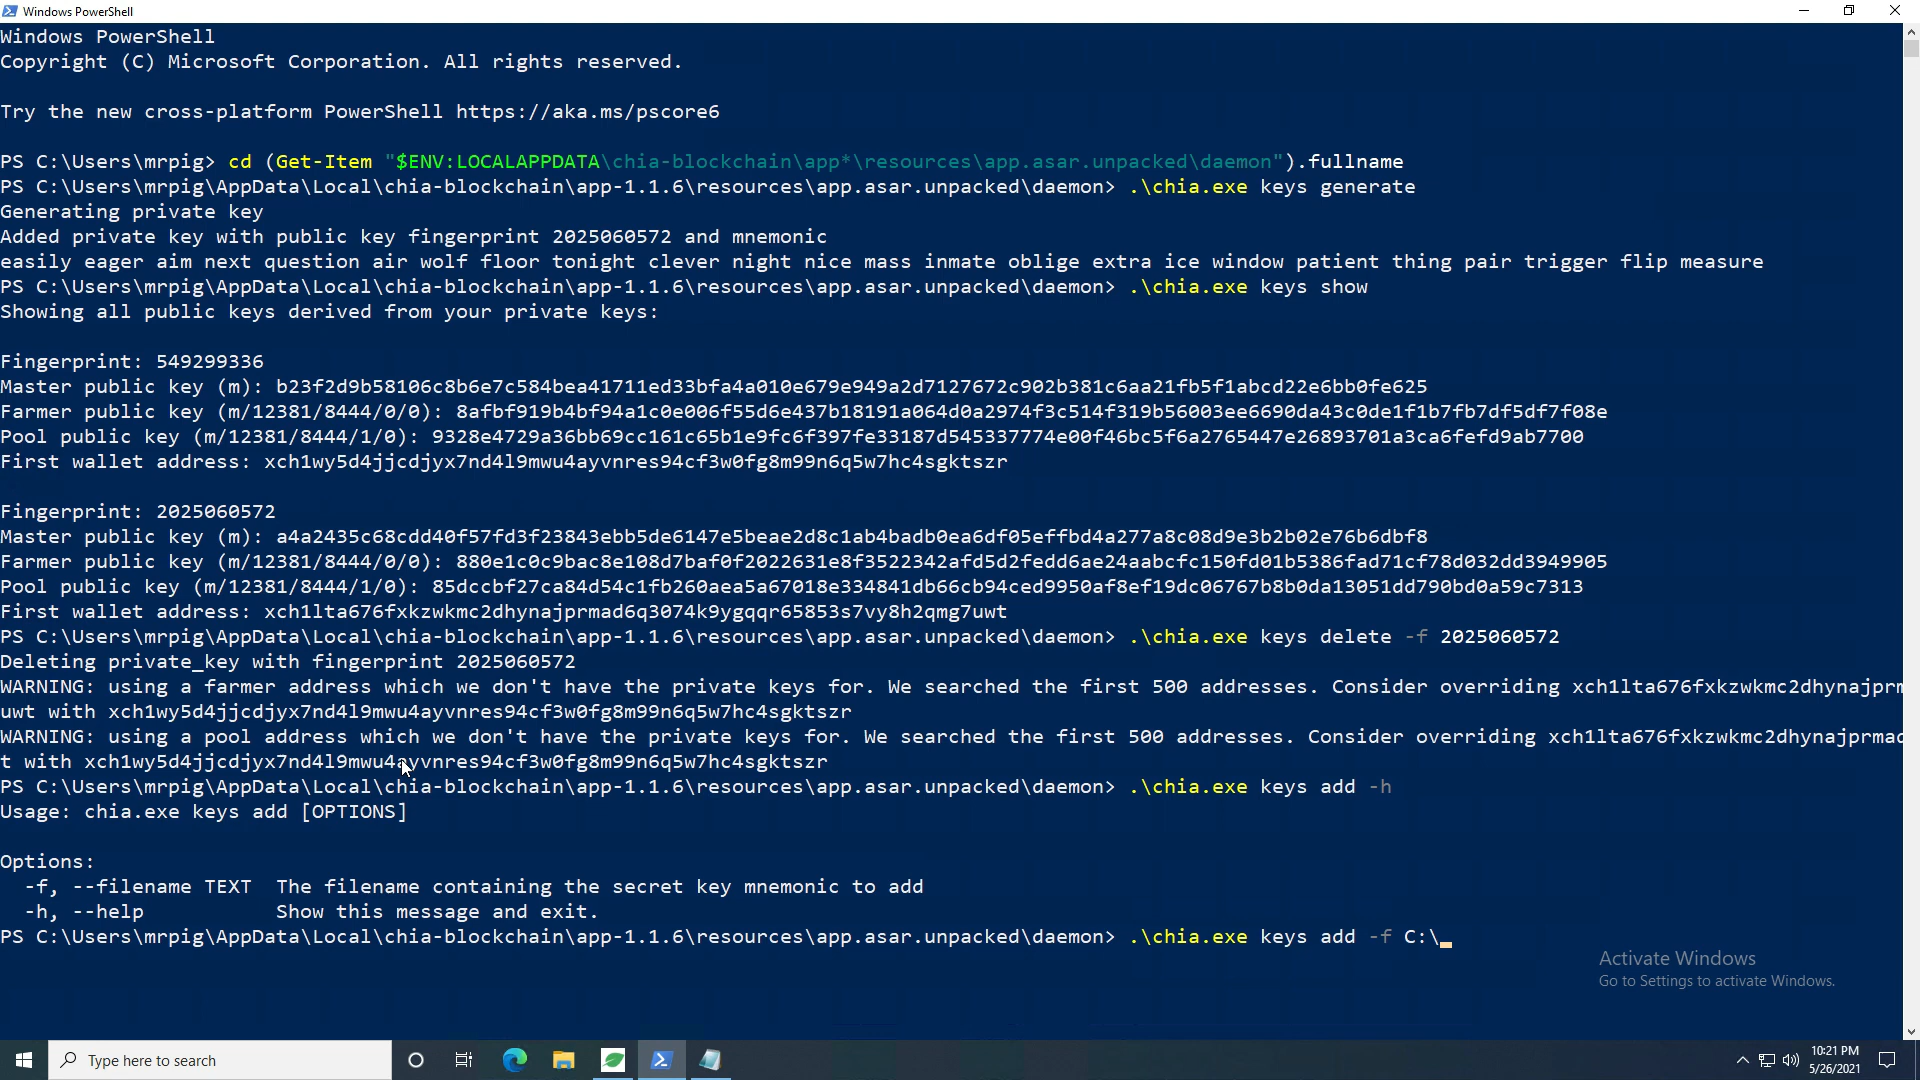 Windows PowerShell
Windows PowerShell
Copyright (C) Microsoft Corporation. All rights reserved.
Try the new cross-platform PowerShell https://aka.ms/pscore6
PS C:\Users\mrpig> cd (Get-Item "$ENV:LOCALAPPDATA\chia-blockchain\app*\resources\app.asar.unpacked\daemon").fullname
PS C:\Users\mrpig\AppData\Local\chia-blockchain\app-1.1.6\resources\app.asar.unpacked\daemon> .\chia.exe keys generate
Generating private key
Added private key with public key fingerprint 2025060572 and mnemonic
easily eager aim next question air wolf floor tonight clever night nice mass inmate oblige extra ice window patient thing pair trigger flip measure
PS C:\Users\mrpig\AppData\Local\chia-blockchain\app-1.1.6\resources\app.asar.unpacked\daemon> .\chia.exe keys show
Showing all public keys derived from your private keys:
Fingerprint: 549299336
Master public key (m): b23f2d9b58106c8b6e7c584bea41711ed33bfa4a010e679e949a2d7127672c902b381c6aa21fb5f1abcd22e6bb0fe625
Farmer public key (m/12381/8444/0/0): 8afbf919b4bf94a1c0e006f55d6e437b18191a064d0a2974f3c514f319b56003ee6690da43c0de1f1b7fb7df5df7f08e
Pool public key (m/12381/8444/1/0): 9328e4729a36bb69cc161c65b1e9fc6f397fe33187d545337774e00f46bc5f6a2765447e26893701a3ca6fefd9ab7700
First wallet address: xch1wy5d4jjcdjyx7nd4l9mwu4ayvnres94cf3w0fg8m99n6q5w7hc4sgktszr
Fingerprint: 2025060572
Master public key (m): a4a2435c68cdd40f57fd3f23843ebb5de6147e5beae2d8c1ab4badb0ea6df05effbd4a277a8c08d9e3b2b02e76b6dbf8
Farmer public key (m/12381/8444/0/0): 880e1c0c9bac8e108d7baf0f2022631e8f3522342afd5d2fedd6ae24aabcfc150fd01b5386fad71cf78d032dd3949905
Pool public key (m/12381/8444/1/0): 85dccbf27ca84d54c1fb260aea5a67018e334841db66cb94ced9950af8ef19dc06767b8b0da13051dd790bd0a59c7313
First wallet address: xch1lta676fxkzwkmc2dhynajprmad6q3074k9ygqqr65853s7vy8h2qmg7uwt
PS C:\Users\mrpig\AppData\Local\chia-blockchain\app-1.1.6\resources\app.asar.unpacked\daemon> .\chia.exe keys delete -f 2025060572
Deleting private_key with fingerprint 2025060572
WARNING: using a farmer address which we don't have the private keys for. We searched the first 500 addresses. Consider overriding xch1lta676fxkzwkmc2dhynajprm
uwt with xch1wy5d4jjcdjyx7nd4l9mwu4ayvnres94cf3w0fg8m99n6q5w7hc4sgktszr
WARNING: using a pool address which we don't have the private keys for. We searched the first 500 addresses. Consider overriding xch1lta676fxkzwkmc2dhynajprmad
t with xch1wy5d4jjcdjyx7nd4l9mwu4ayvnres94cf3w0fg8m99n6q5w7hc4sgktszr
PS C:\Users\mrpig\AppData\Local\chia-blockchain\app-1.1.6\resources\app.asar.unpacked\daemon> .\chia.exe keys add -h
Usage: chia.exe keys add [OPTIONS]
Options:
-f, --filename TEXT The filename containing the secret key mnemonic to add
-h, --help Show this message and exit.
PS C:\Users\mrpig\AppData\Local\chia-blockchain\app-1.1.6\resources\app.asar.unpacked\daemon> .\chia.exe keys add -f C:\
Activate Windows
Go to Settings to activate Windows.
Type here to search
10:21 PM
5/26/2021